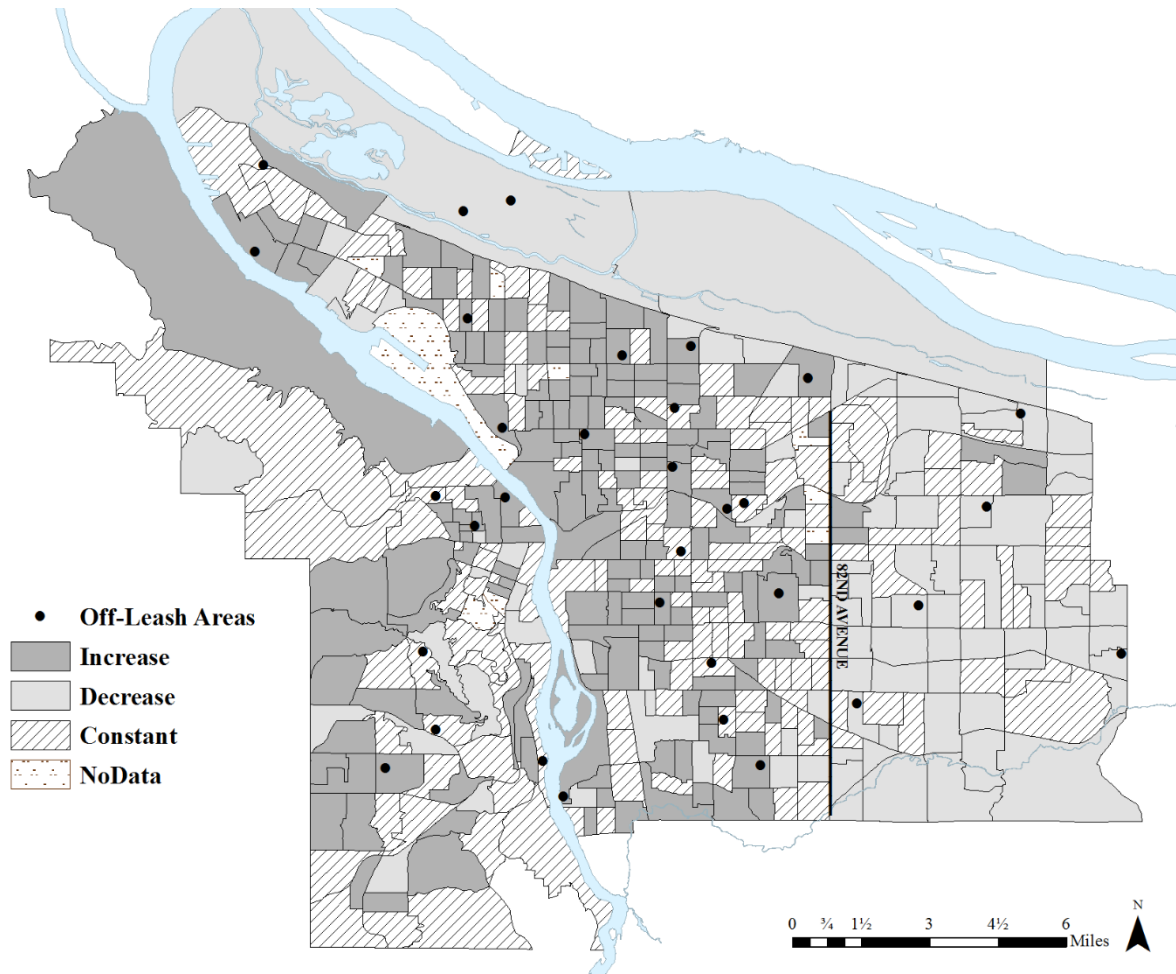 82ND AVENUE
Off-Leash Areas
Increase
Decrease
Constant
NoData
N
0 ¾ 1½ 3 4½ 6
Miles